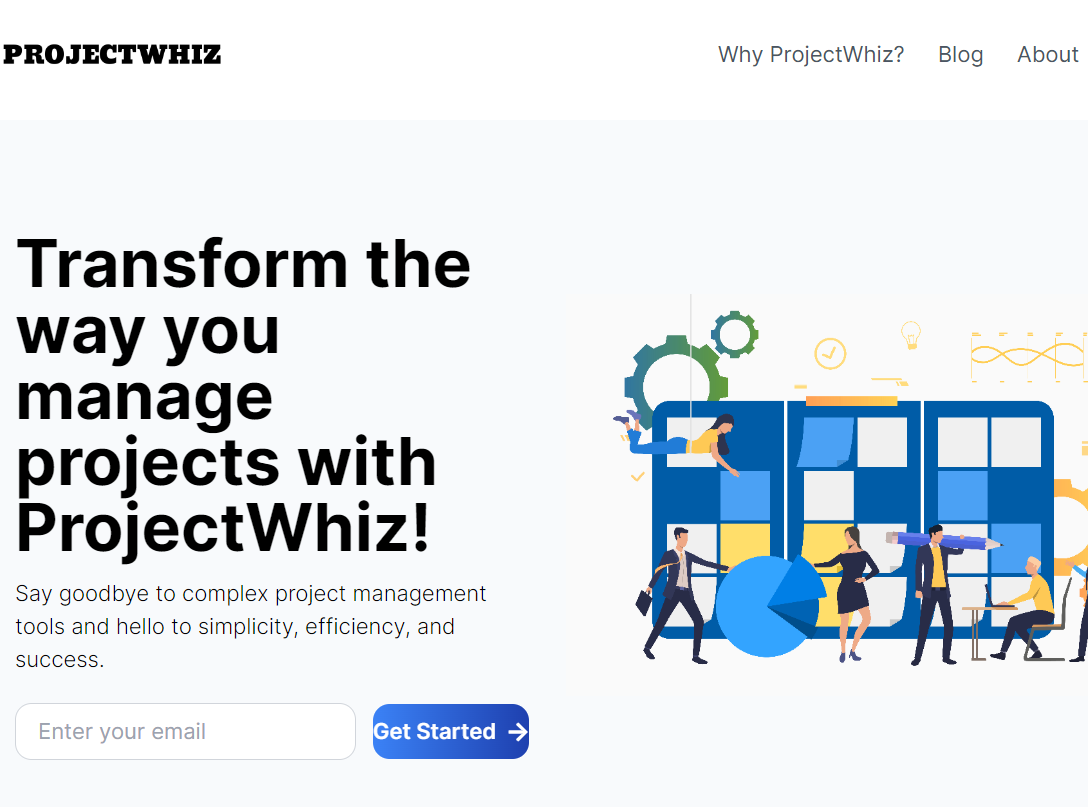 PROJECTWHIZ
Why ProjectWhiz? Blog About
Transform the
way you
manage
projects with
ProjectWhiz!
Say goodbye to complex project management
tools and hello to simplicity, efficiency, and
success.
Enter your email
Get Started